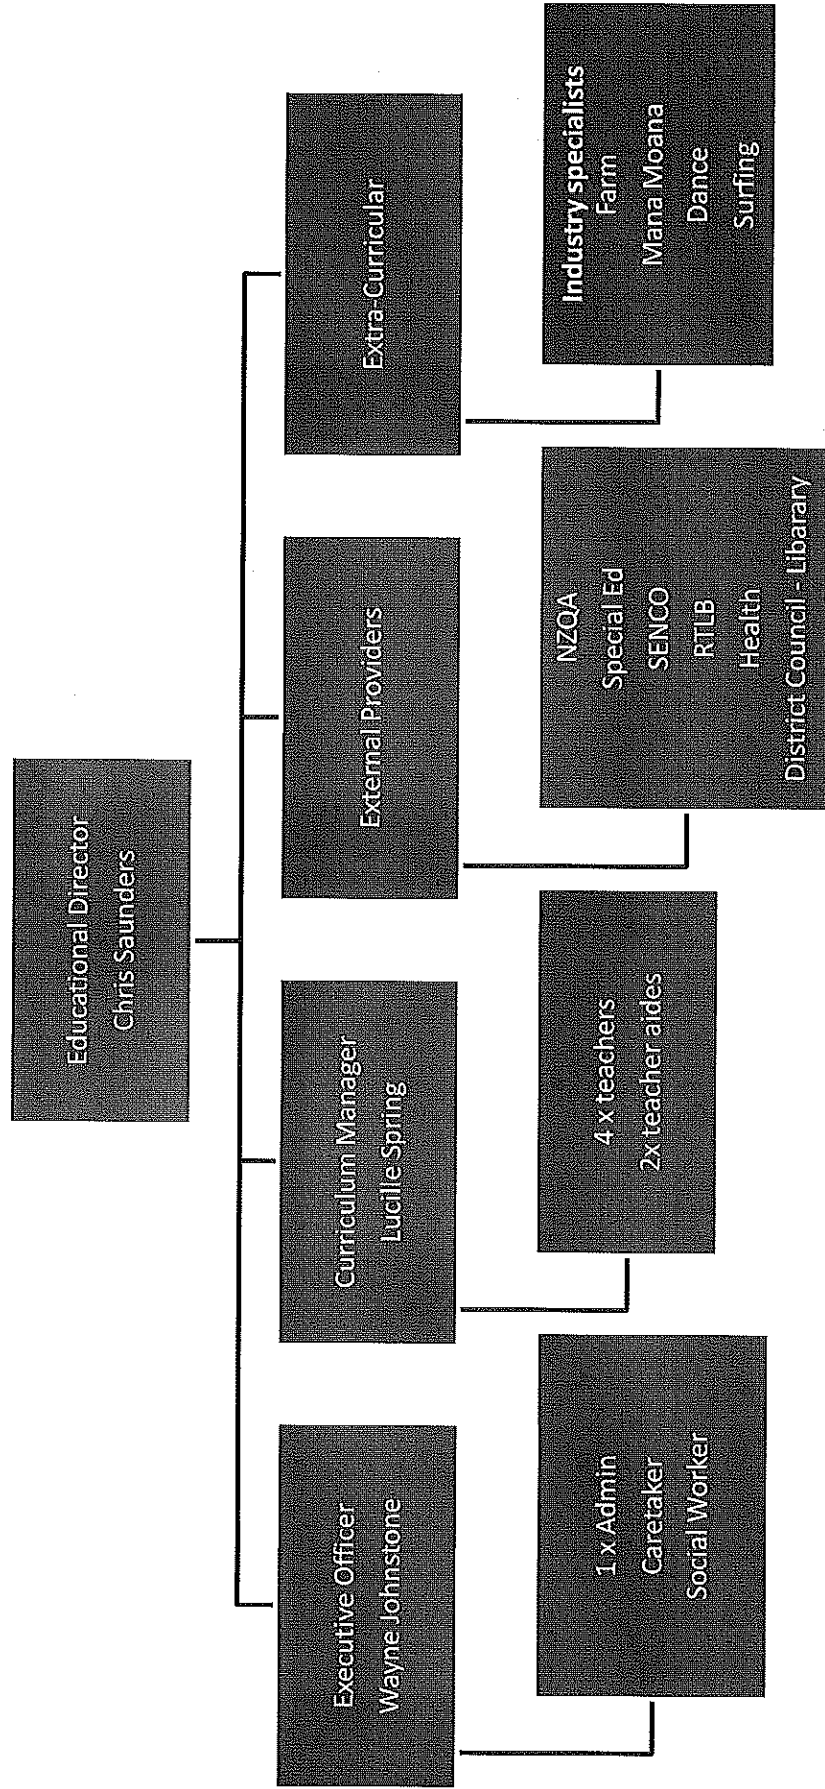 Educational Director
Chris Saunders
Executive Officer
Wayne Johnstone
Curriculum Manager
Lucille Spring
External Providers
Extra-Curricular
1 x Admin
Caretaker
Social Worker
4 x teachers
2x teacher aides
NZQA
Special Ed
SENCO
RTLB
Health
District Council - Libarary
Industry specialists
Farm
Mana Moana
Dance
Surfing